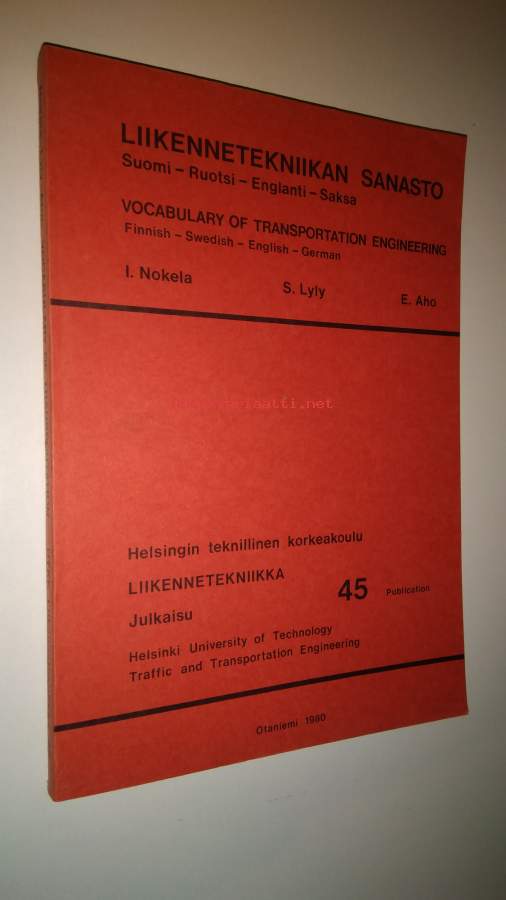 LIIKENNETEKNIIKAN SANASTO
Suomi – Ruotsi – Englanti – Saksa
VOCABULARY OF TRANSPORTATION ENGINEERING
Finnish – Swedish – English – German
I. Nokela S. Lyly E. Aho
Helsingin teknillinen korkeakoulu
LIIKENNETEKNIIKKA
Julkaisu 45 Publication
Helsinki University of Technology
Traffic and Transportation Engineering
Otaniemi 1980